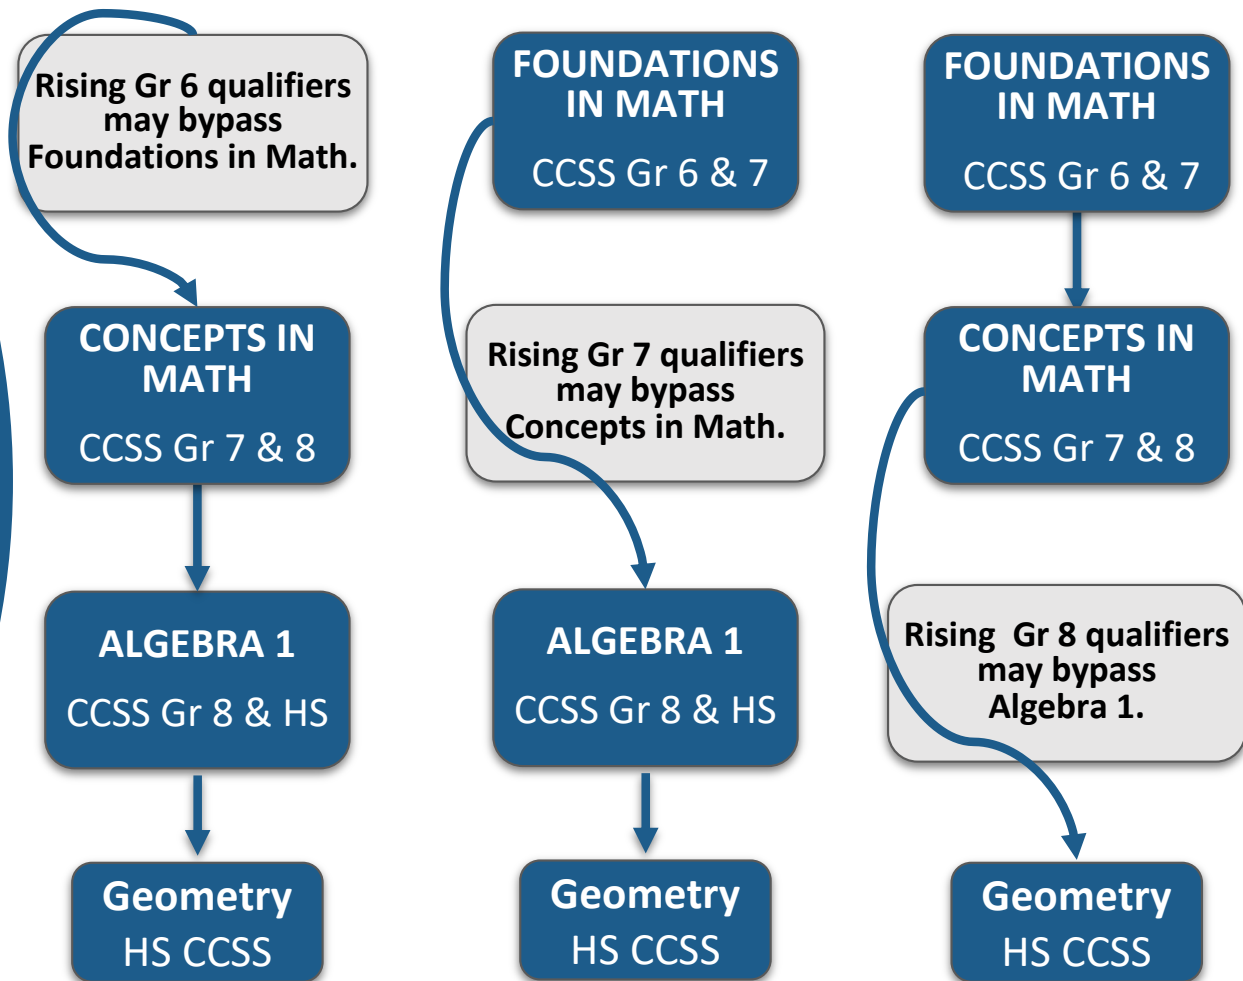 Rising Gr 6 qualifiers
may bypass
Foundations in Math.
CONCEPTS IN
MATH
CCSS Gr 7 & 8
ALGEBRA 1
CCSS Gr 8 & HS
Geometry
HS CCSS
FOUNDATIONS
IN MATH
CCSS Gr 6 & 7
Rising Gr 7 qualifiers
may bypass
Concepts in Math.
ALGEBRA 1
CCSS Gr 8 & HS
Geometry
HS CCSS
FOUNDATIONS
IN MATH
CCSS Gr 6 & 7
CONCEPTS IN
MATH
CCSS Gr 7 & 8
Rising Gr 8 qualifiers
may bypass
Algebra 1.
Geometry
HS CCSS